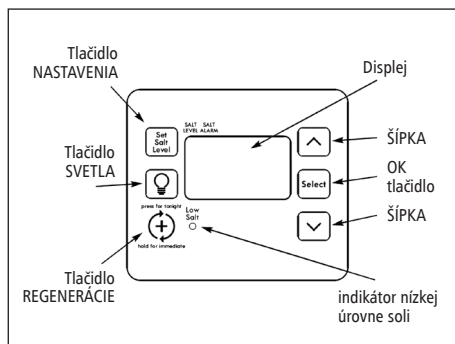 Tlačidlo
NASTAVENIA
Displej
Set
Salt
Level
SALT SALT
LEVEL ALARM
ŠÍPKA
Tlačidlo
SVETLA
Select
OK
tlačidlo
press for tonight
Low
Salt
ŠÍPKA
hold for immediate
Tlačidlo
REGENERÁCIE
indikátor nízkej
úrovne soli